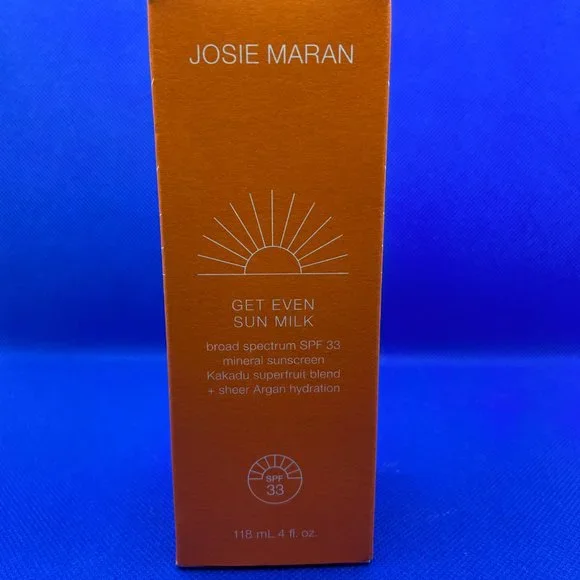 JOSIE MARAN
GET EVEN
SUN MILK
broad spectrum SPF 33
mineral sunscreen
Kakadu superfruit blend
+ sheer Argan hydration
SPF
33
118 mL 4 fl. oz.